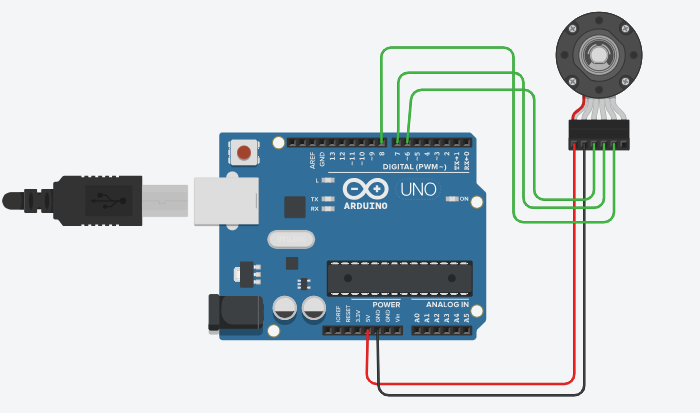 AREF
GND
13
12
~11
~10
~9
8
7
~6
~5
4
~3
2
TX→1
RX←0
DIGITAL (PWM~)
L
TX
RX
ARDUINO
UNO
ON
POWER
ANALOG IN
IOREF
RESET
3.3V
5V
GND
GND
Vin
A0
A1
A2
A3
A4
A5